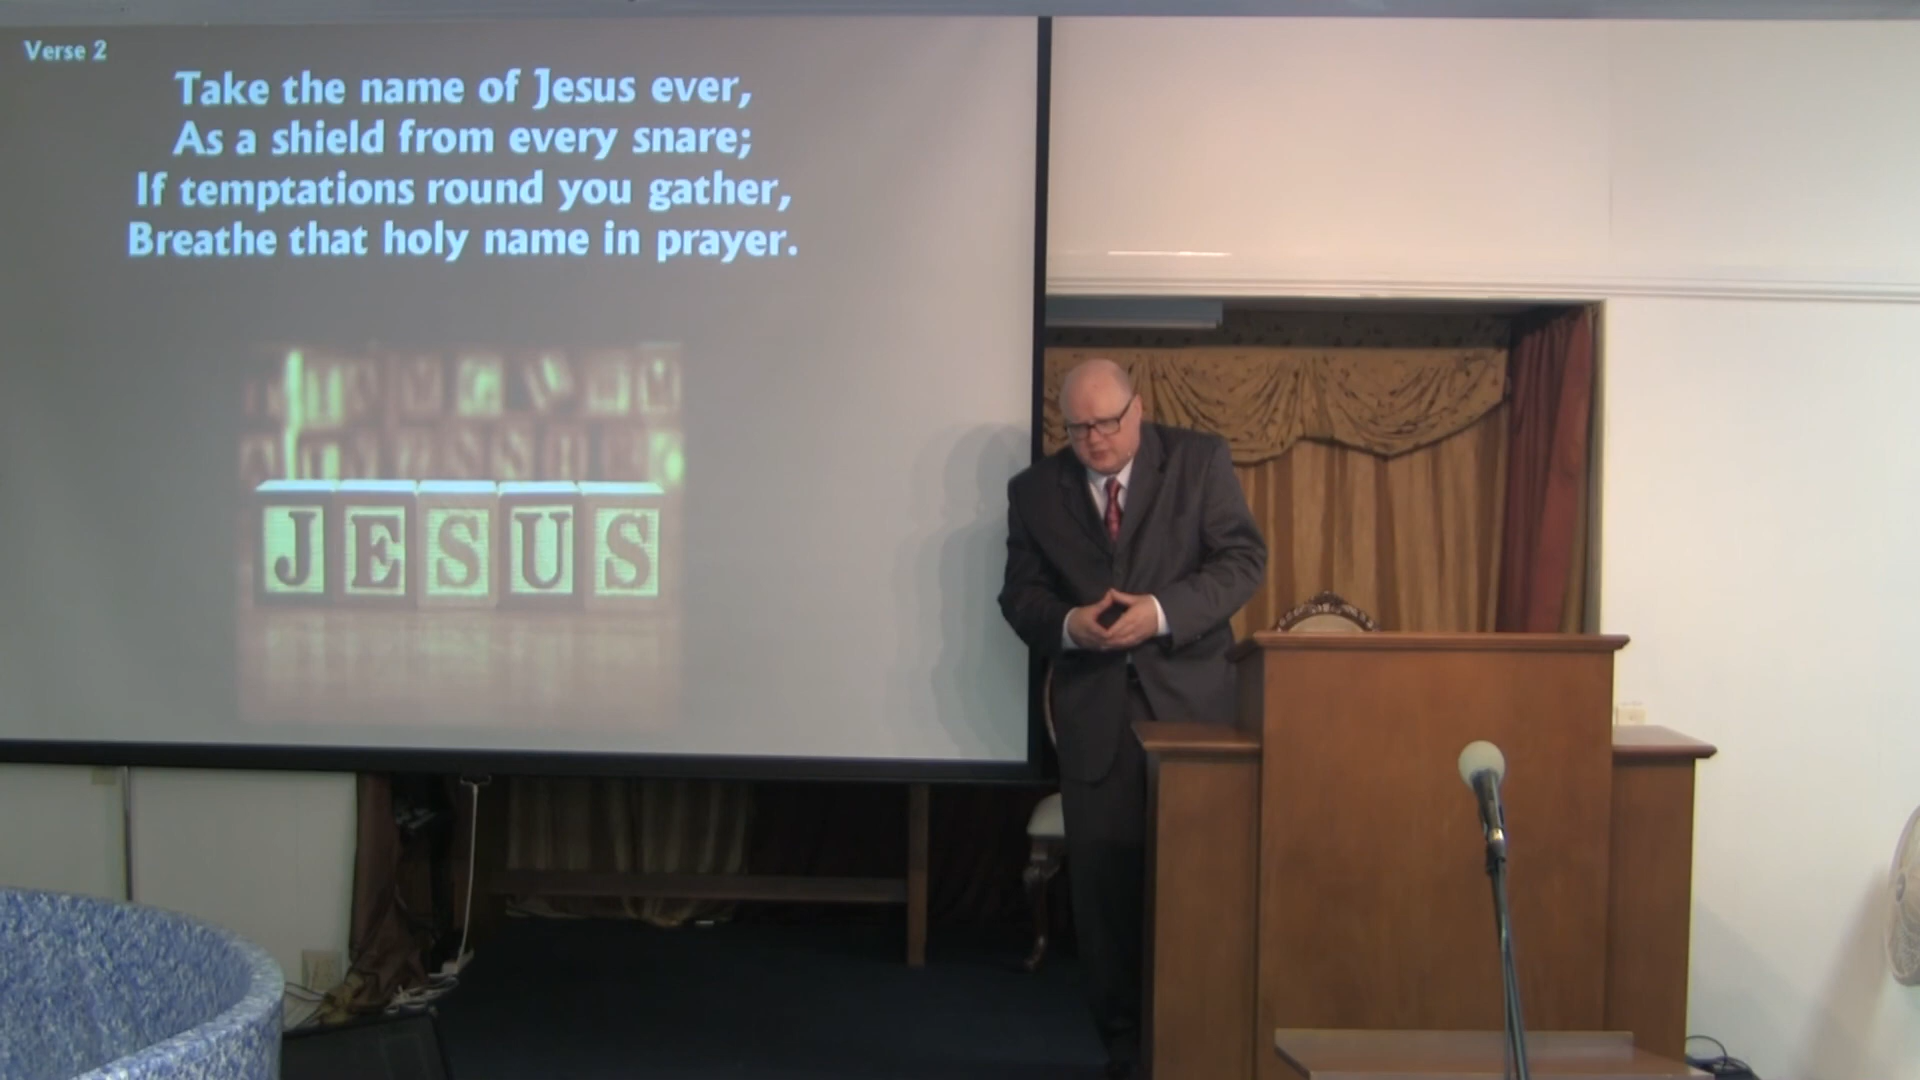 Verse 2
Take the name of Jesus ever,
As a shield from every snare;
If temptations round you gather,
Breathe that holy name in prayer.
JESUS